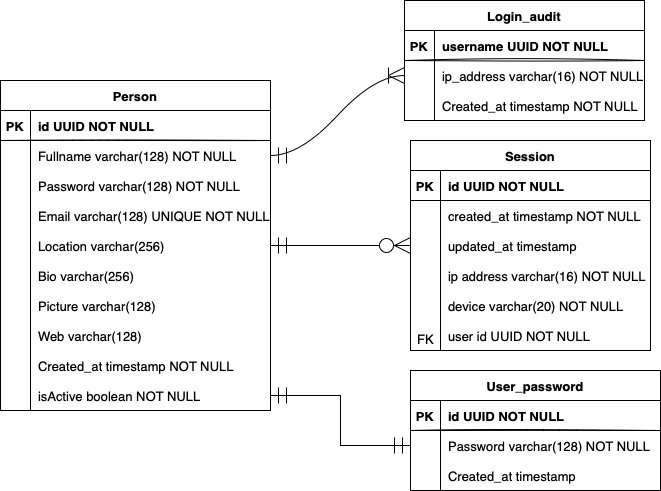 Login_audit
PK username UUID NOT NULL
ip_address varchar(16) NOT NULL
Created_at timestamp NOT NULL
Person
PK id UUID NOT NULL
Fullname varchar(128) NOT NULL
Password varchar(128) NOT NULL
Email varchar(128) UNIQUE NOT NULL
Location varchar(256)
Bio varchar(256)
Picture varchar(128)
Web varchar(128)
Created_at timestamp NOT NULL
isActive boolean NOT NULL
Session
PK id UUID NOT NULL
created_at timestamp NOT NULL
updated_at timestamp
ip address varchar(16) NOT NULL
device varchar(20) NOT NULL
FK user id UUID NOT NULL
User_password
PK id UUID NOT NULL
Password varchar(128) NOT NULL
Created_at timestamp